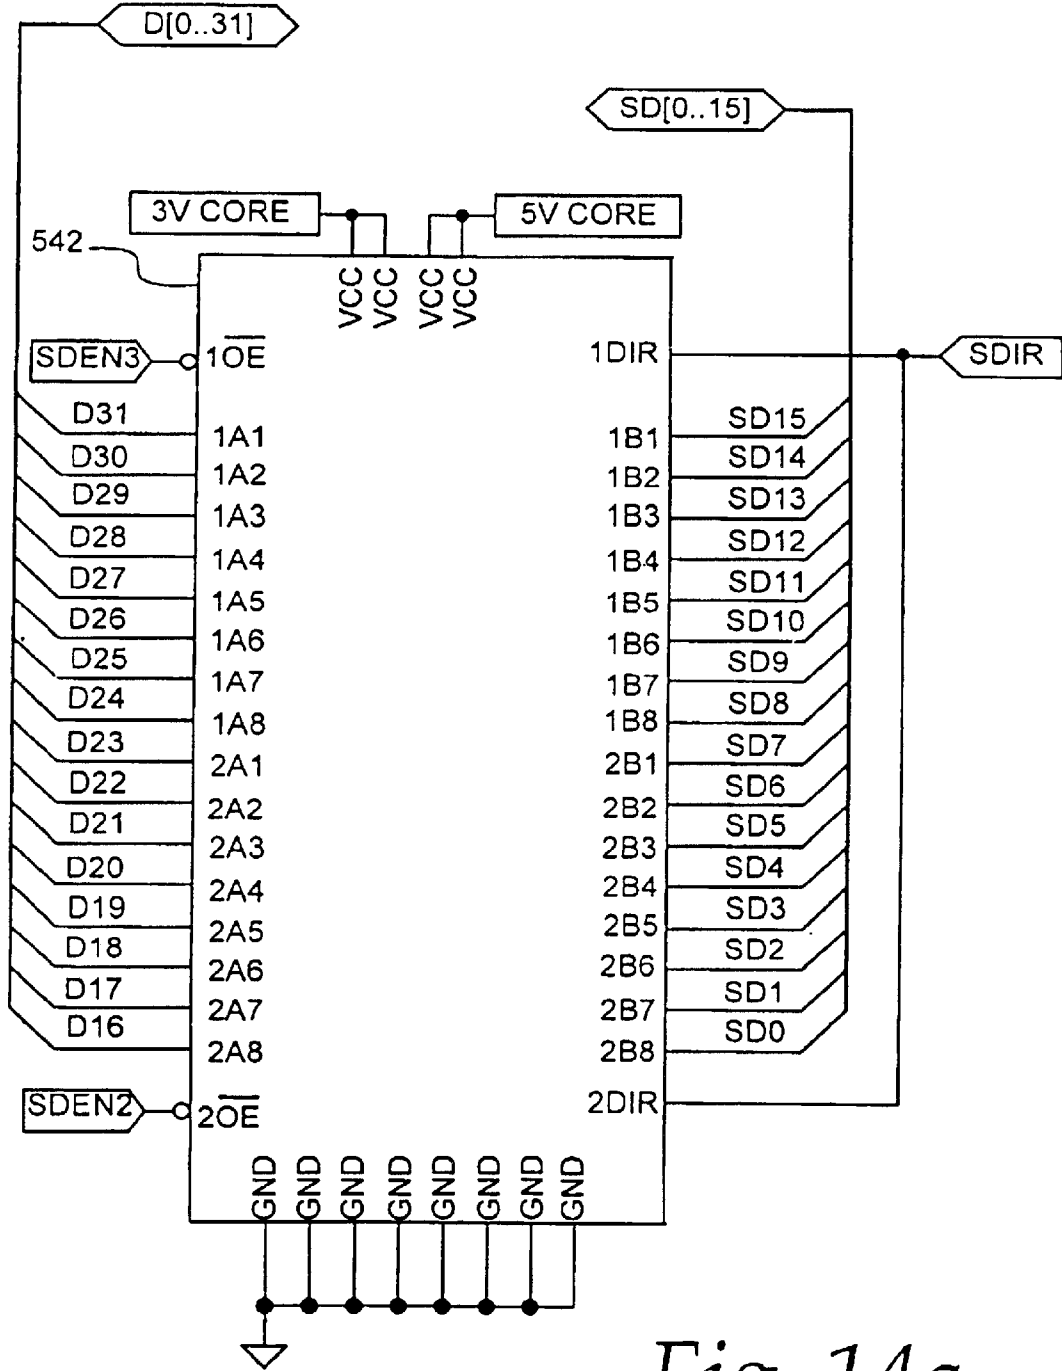 D[0..31]
SD[0..15]
3V CORE
5V CORE
542
VCC VCC VCC VCC
SDEN3 1OE 1DIR SDIR
D31 1A1 1B1 SD15
D30 1A2 1B2 SD14
D29 1A3 1B3 SD13
D28 1A4 1B4 SD12
D27 1A5 1B5 SD11
D26 1A6 1B6 SD10
D25 1A7 1B7 SD9
D24 1A8 1B8 SD8
D23 2A1 2B1 SD7
D22 2A2 2B2 SD6
D21 2A3 2B3 SD5
D20 2A4 2B4 SD4
D19 2A5 2B5 SD3
D18 2A6 2B6 SD2
D17 2A7 2B7 SD1
D16 2A8 2B8 SD0
SDEN2 2OE 2DIR
GND GND GND GND GND GND GND GND
Fig. 14a